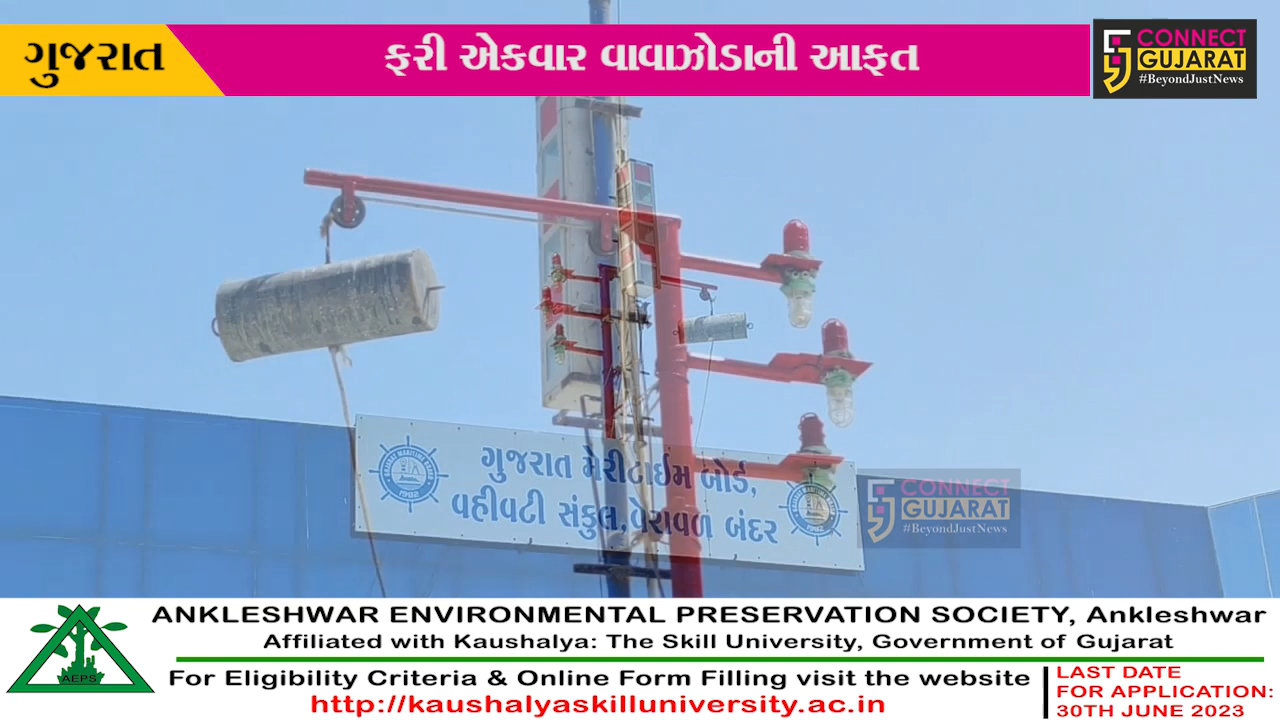 ગુજરાત
ફરી એકવાર વાવાઝોડાની આફત
CONNECT
GUJARAT
#BeyondJustNews
ગુજરાત મેરીટાઈમ બોર્ડ,
વહીવટી સંકુલ,વેરાવળ બંદર
CONNECT
GUJARAT
#BeyondJustNews
ANKLESHWAR ENVIRONMENTAL PRESERVATION SOCIETY, Ankleshwar
Affiliated with Kaushalya: The Skill University, Government of Gujarat
AEPS
For Eligibility Criteria & Online Form Filling visit the website
http://kaushalyaskilluniversity.ac.in
LAST DATE
FOR APPLICATION:
30TH JUNE 2023